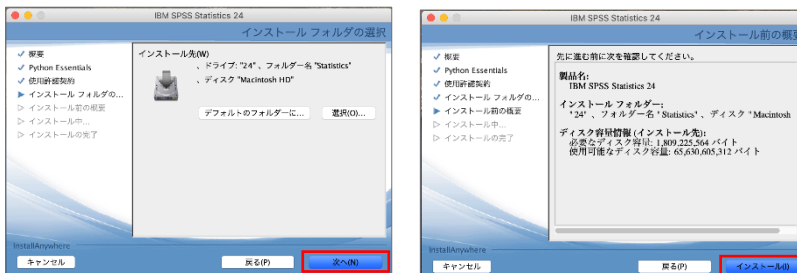 IBM SPSS Statistics 24
インストール フォルダの選択
概要
Python Essentials
使用許諾契約
インストール フォルダの...
インストール前の概要
インストール中...
インストールの完了
インストール先(W)
、ドライブ: "24" 、フォルダー名 "Statistics"
、ディスク "Macintosh HD"
デフォルトのフォルダーに...
選択(O)...
InstallAnywhere
キャンセル
戻る(P)
次へ(N)
IBM SPSS Statistics 24
インストール前の概要
概要
Python Essentials
使用許諾契約
インストール フォルダの...
インストール前の概要
インストール中...
インストールの完了
先に進む前に次を確認してください。
製品名:
IBM SPSS Statistics 24
インストール フォルダー:
"24" 、フォルダー名 "Statistics" 、ディスク "Macintosh
ディスク容量情報 (インストール先):
必要なディスク容量: 1,809,225,564 バイト
使用可能なディスク容量: 65,630,605,312 バイト
InstallAnywhere
キャンセル
戻る(P)
インストール(I)